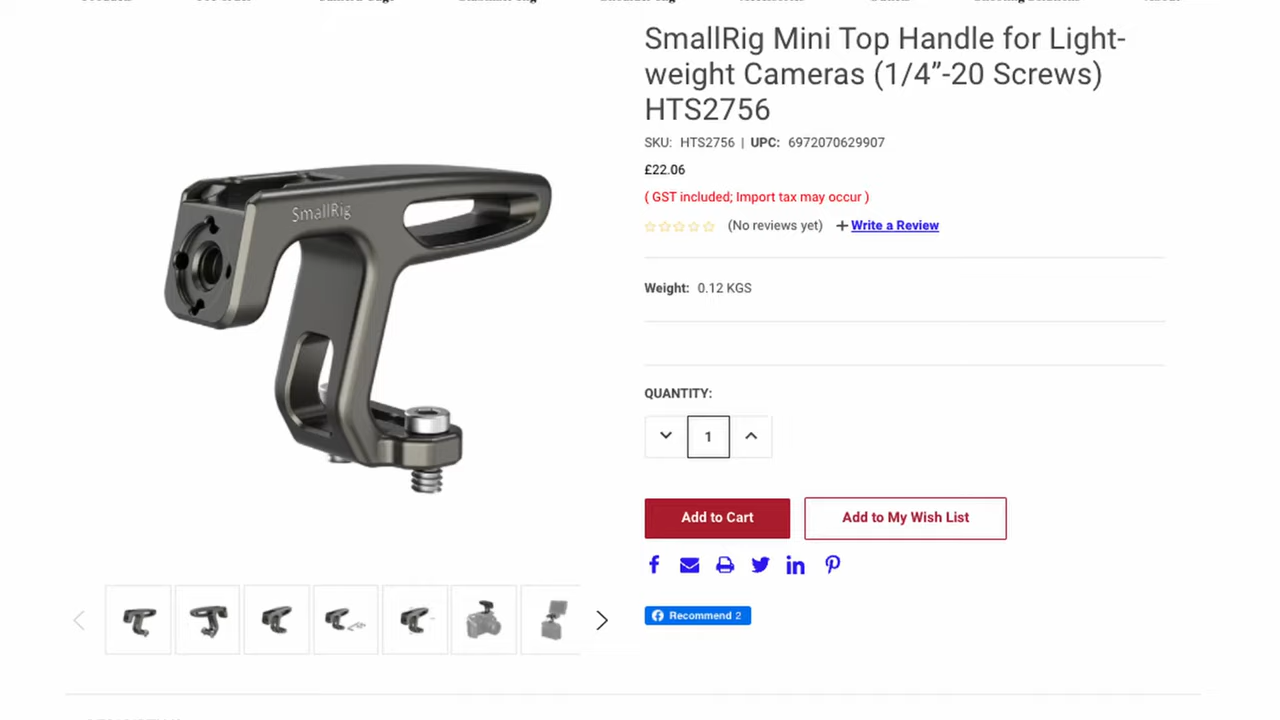 SmallRig Mini Top Handle for Light-
weight Cameras (1/4”-20 Screws)
HTS2756
SKU: HTS2756 | UPC: 6972070629907
£22.06
( GST included; Import tax may occur )
(No reviews yet) + Write a Review
Weight: 0.12 KGS
QUANTITY:
1
Add to Cart
Add to My Wish List
Recommend 2
SmallRig